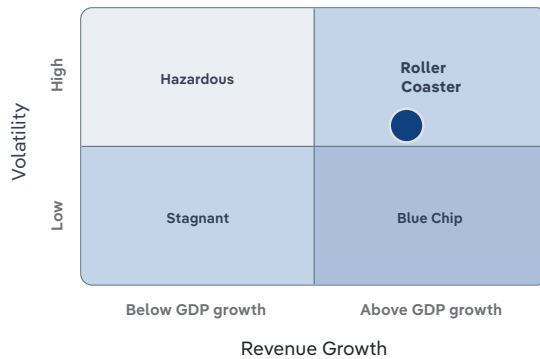 Volatility
High
Hazardous
Roller
Coaster
Low
Stagnant
Blue Chip
Below GDP growth
Above GDP growth
Revenue Growth